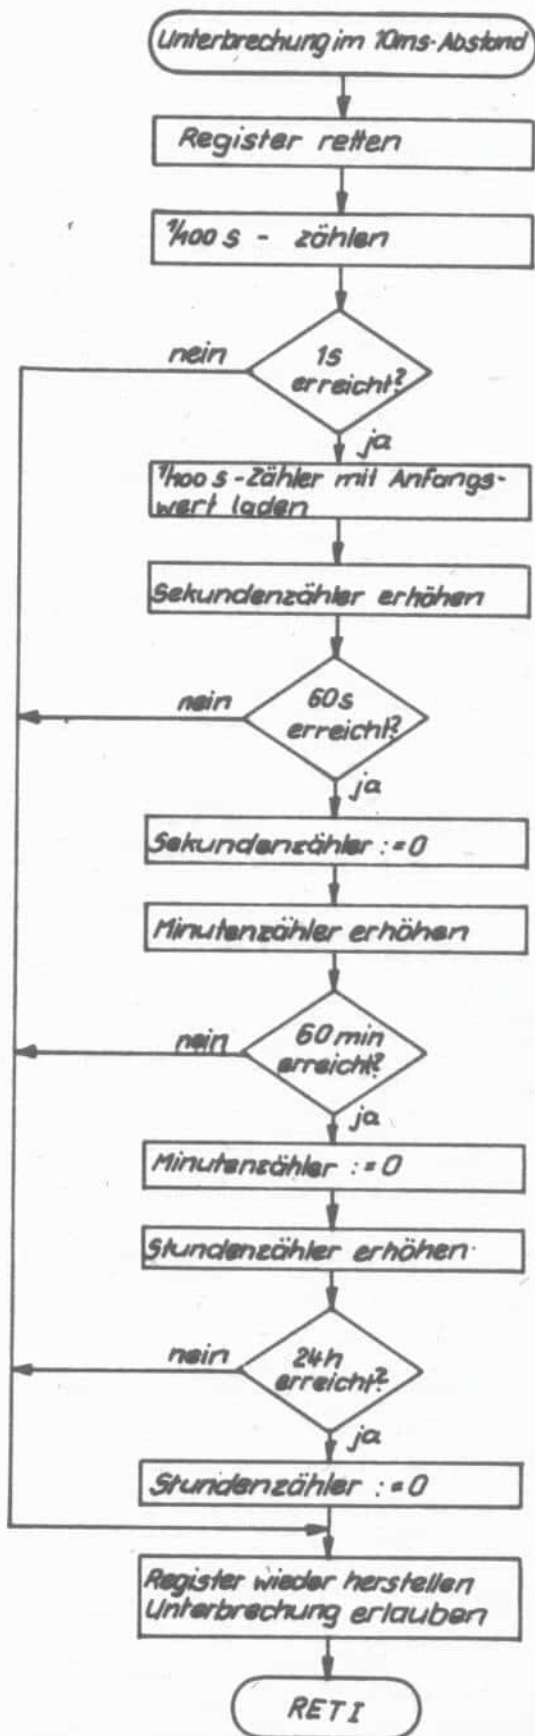 Unterbrechung im 10ms-Abstand
Register retten
1/100 s - zählen
nein
1s
erreicht?
ja
1/100 s-Zähler mit Anfangs-
wert laden
Sekundenzähler erhöhen
nein
60s
erreicht?
ja
Sekundenzähler :=0
Minutenzähler erhöhen
nein
60 min
erreicht?
ja
Minutenzähler :=0
Stundenzähler erhöhen
nein
24h
erreicht?
ja
Stundenzähler :=0
Register wieder herstellen
Unterbrechung erlauben
RETI